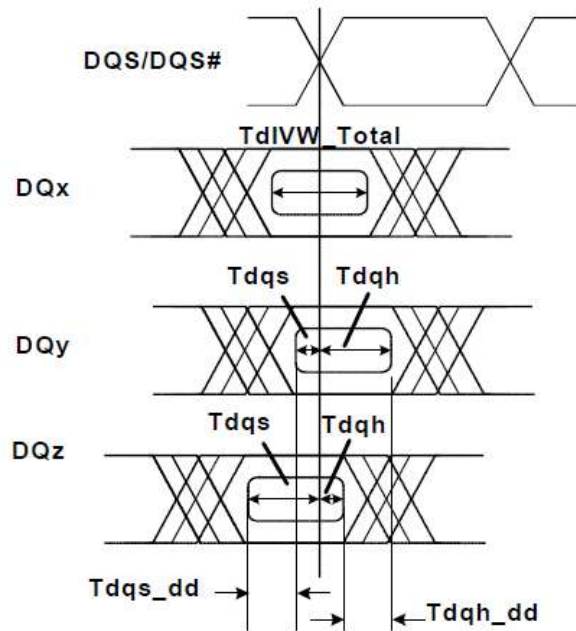 DQS/DQS#
TdIVW_Total
DQx
Tdqs Tdqh
DQy
Tdqs Tdqh
DQz
Tdqs_dd
Tdqh_dd